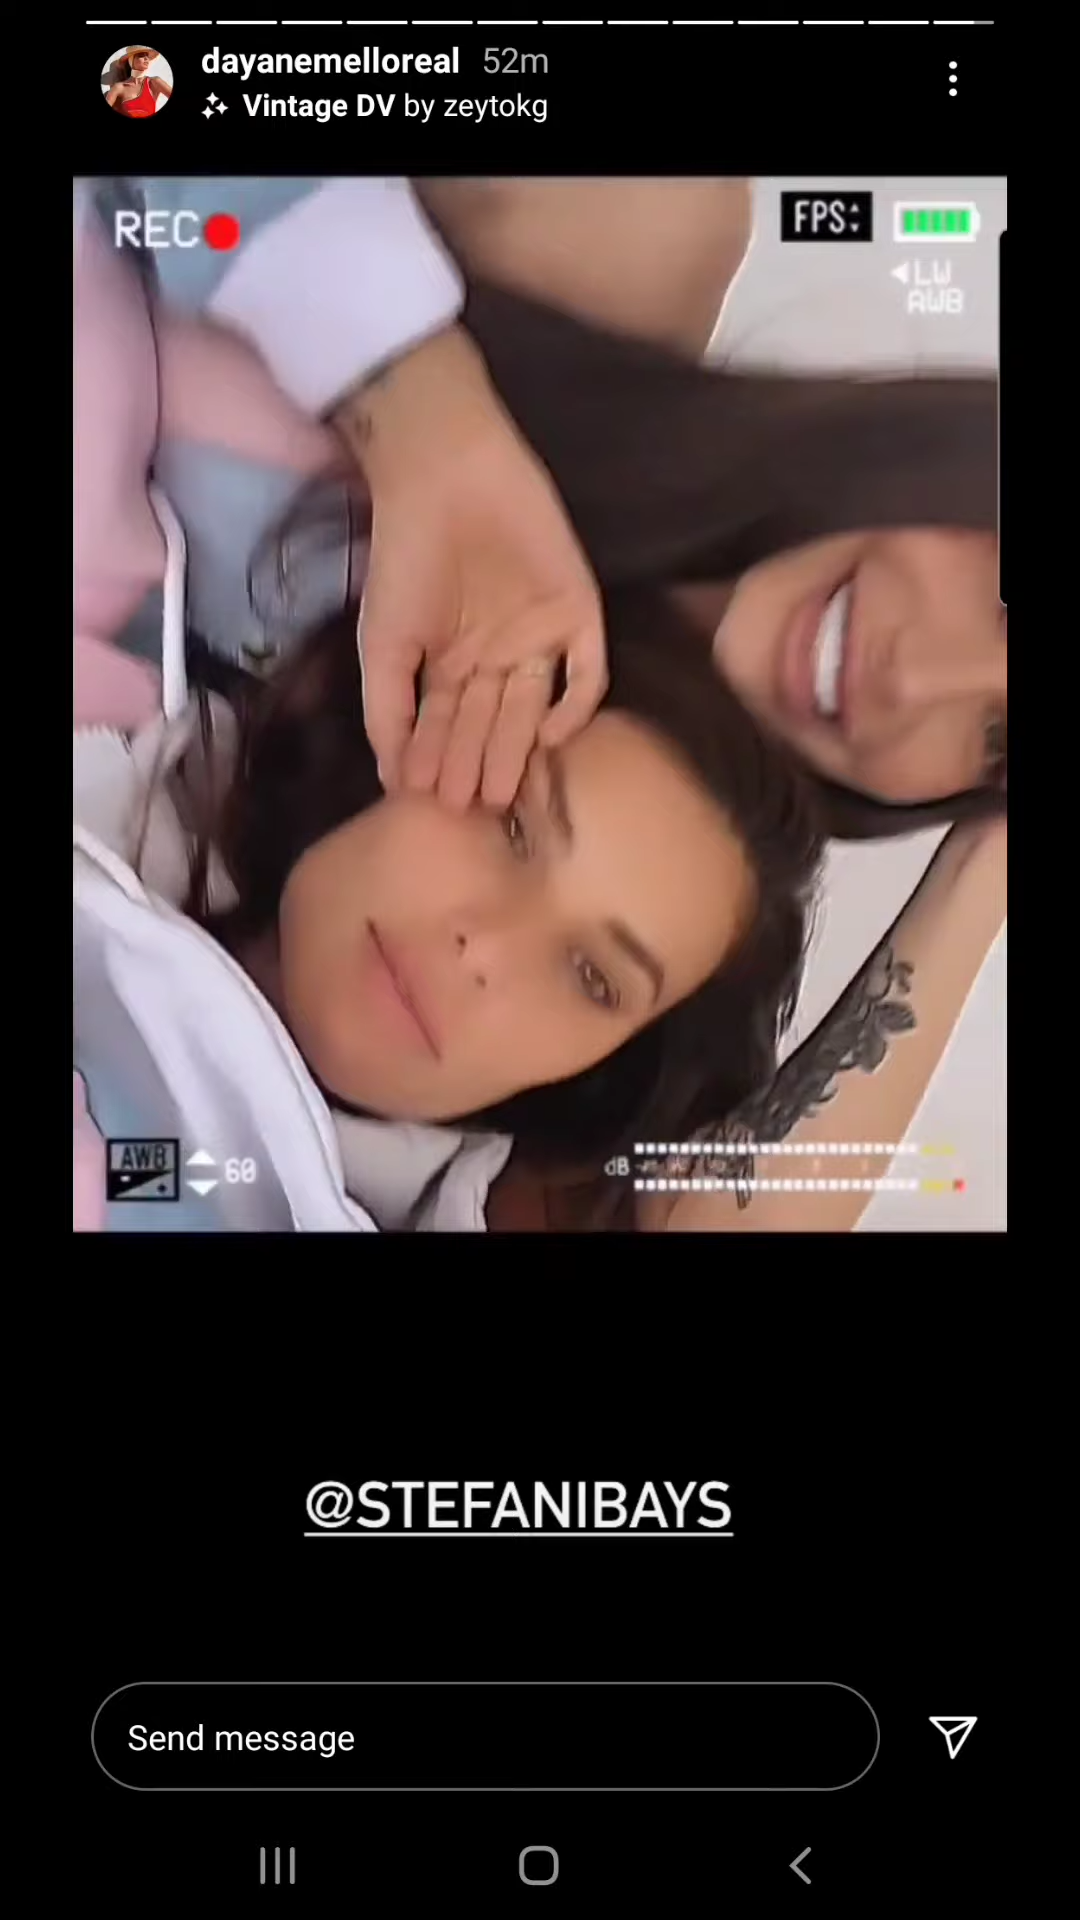 dayanemelloreal 52m
Vintage DV by zeytokg
REC
FPS
LW
AWB
AWB
60
dB
@STEFANIBAYS
Send message